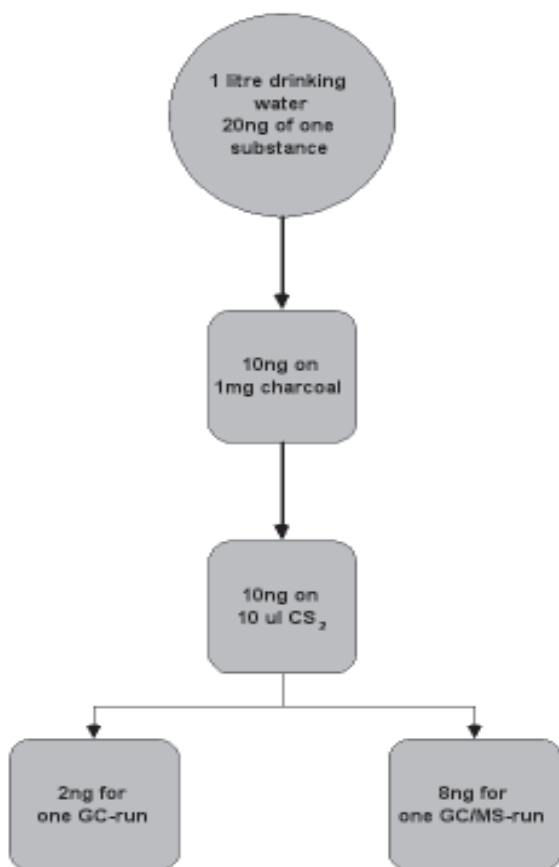 1 litre drinking
water
20ng of one
substance
10ng on
1mg charcoal
10ng on
10 ul CS₂
2ng for
one GC-run
8ng for
one GC/MS-run